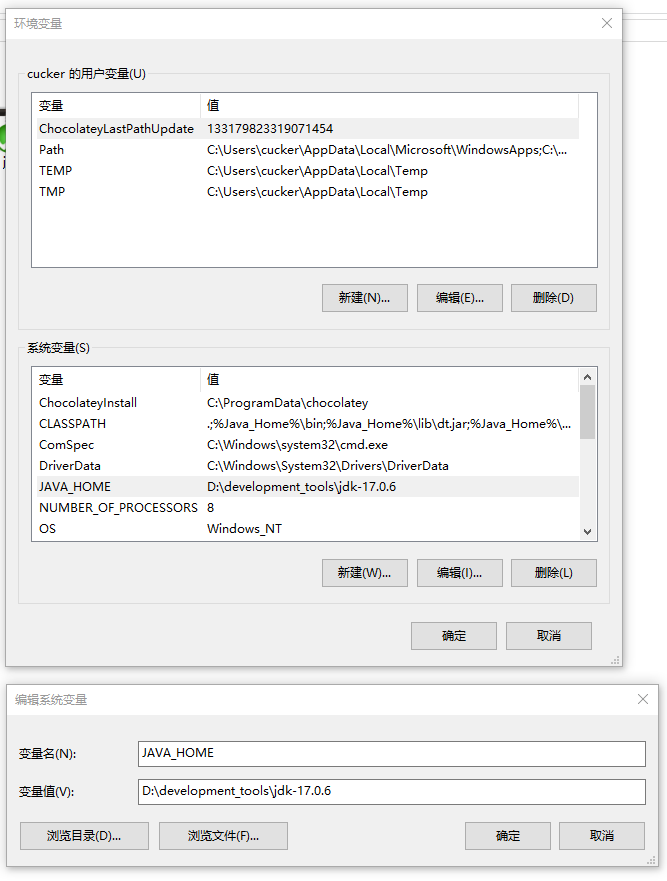 环境变量
cucker 的用户变量(U)
变量 值
ChocolateyLastPathUpdate 133179823319071454
Path C:\Users\cucker\AppData\Local\Microsoft\WindowsApps;C:\...
TEMP C:\Users\cucker\AppData\Local\Temp
TMP C:\Users\cucker\AppData\Local\Temp
新建(N)... 编辑(E)... 删除(D)
系统变量(S)
变量 值
ChocolateyInstall C:\ProgramData\chocolatey
CLASSPATH .;%Java_Home%\bin;%Java_Home%\lib\dt.jar;%Java_Home%\...
ComSpec C:\Windows\system32\cmd.exe
DriverData C:\Windows\System32\Drivers\DriverData
JAVA_HOME D:\development_tools\jdk-17.0.6
NUMBER_OF_PROCESSORS 8
OS Windows_NT
新建(W)... 编辑(I)... 删除(L)
确定 取消
编辑系统变量
变量名(N): JAVA_HOME
变量值(V): D:\development_tools\jdk-17.0.6
浏览目录(D)... 浏览文件(F)... 确定 取消